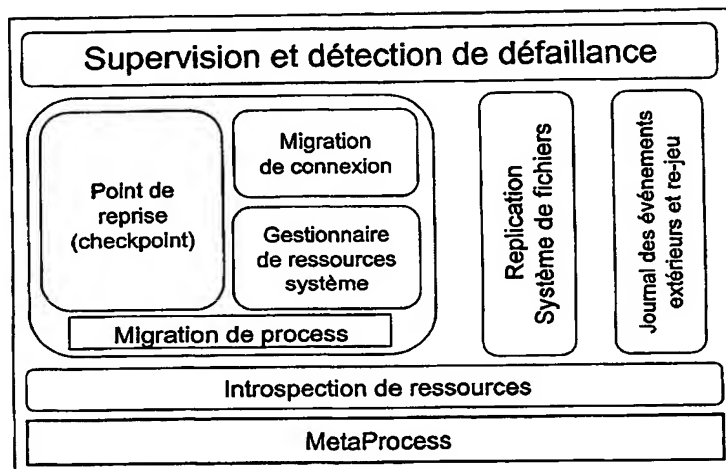 Supervision et détection de défaillance
Point de
reprise
(checkpoint)
Migration
de connexion
Gestionnaire
de ressources
système
Migration de process
Replication
Système de fichiers
Journal des événements
extérieurs et re-jeu
Introspection de ressources
MetaProcess